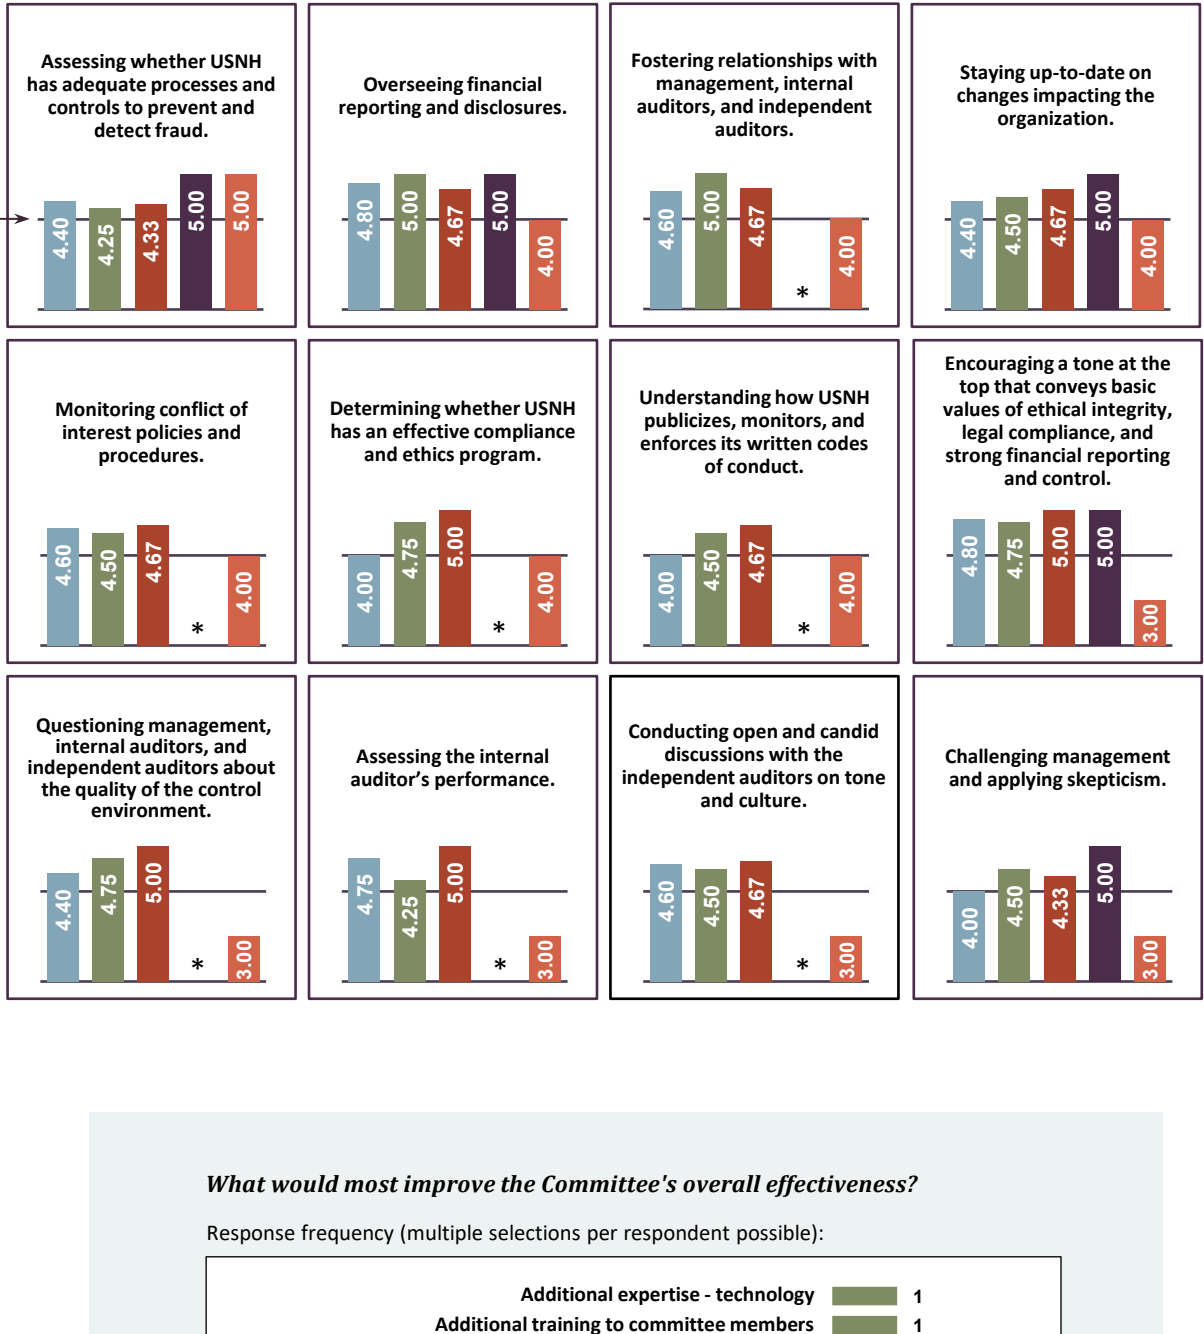 Assessing whether USNH
has adequate processes and
controls to prevent and
detect fraud.
4.40
4.25
4.33
5.00
5.00
Overseeing financial
reporting and disclosures.
4.80
5.00
4.67
5.00
4.00
Fostering relationships with
management, internal
auditors, and independent
auditors.
4.60
5.00
4.67
*
4.00
Staying up-to-date on
changes impacting the
organization.
4.40
4.50
4.67
5.00
4.00
Monitoring conflict of
interest policies and
procedures.
4.60
4.50
4.67
*
4.00
Determining whether USNH
has an effective compliance
and ethics program.
4.00
4.75
5.00
*
4.00
Understanding how USNH
publicizes, monitors, and
enforces its written codes
of conduct.
4.00
4.50
4.67
*
4.00
Encouraging a tone at the
top that conveys basic
values of ethical integrity,
legal compliance, and
strong financial reporting
and control.
4.80
4.75
5.00
5.00
3.00
Questioning management,
internal auditors, and
independent auditors about
the quality of the control
environment.
4.40
4.75
5.00
*
3.00
Assessing the internal
auditor's performance.
4.75
4.25
5.00
*
3.00
Conducting open and candid
discussions with the
independent auditors on tone
and culture.
4.60
4.50
4.67
*
3.00
Challenging management
and applying skepticism.
4.00
4.50
4.33
5.00
3.00
What would most improve the Committee's overall effectiveness?
Response frequency (multiple selections per respondent possible):
Additional expertise - technology 1
Additional training to committee members 1